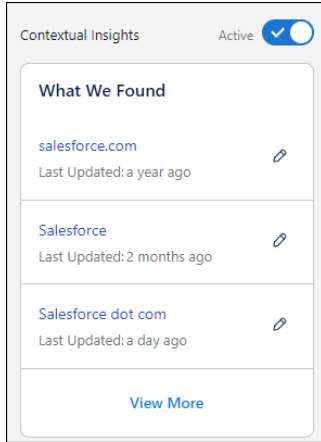 Contextual Insights Active
What We Found
salesforce.com
Last Updated: a year ago
Salesforce
Last Updated: 2 months ago
Salesforce dot com
Last Updated: a day ago
View More